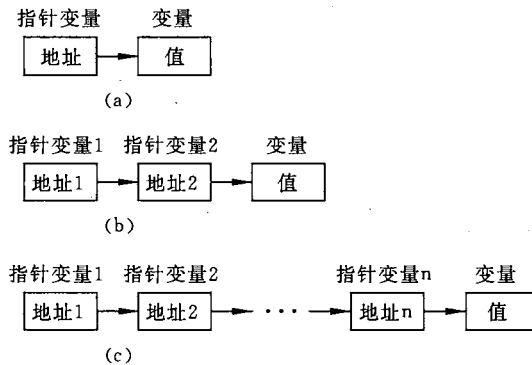 指针变量 变量
地址 值
(a)
指针变量1 指针变量2 变量
地址1 地址2 值
(b)
指针变量1 指针变量2 指针变量n 变量
地址1 地址2 ··· 地址n 值
(c)